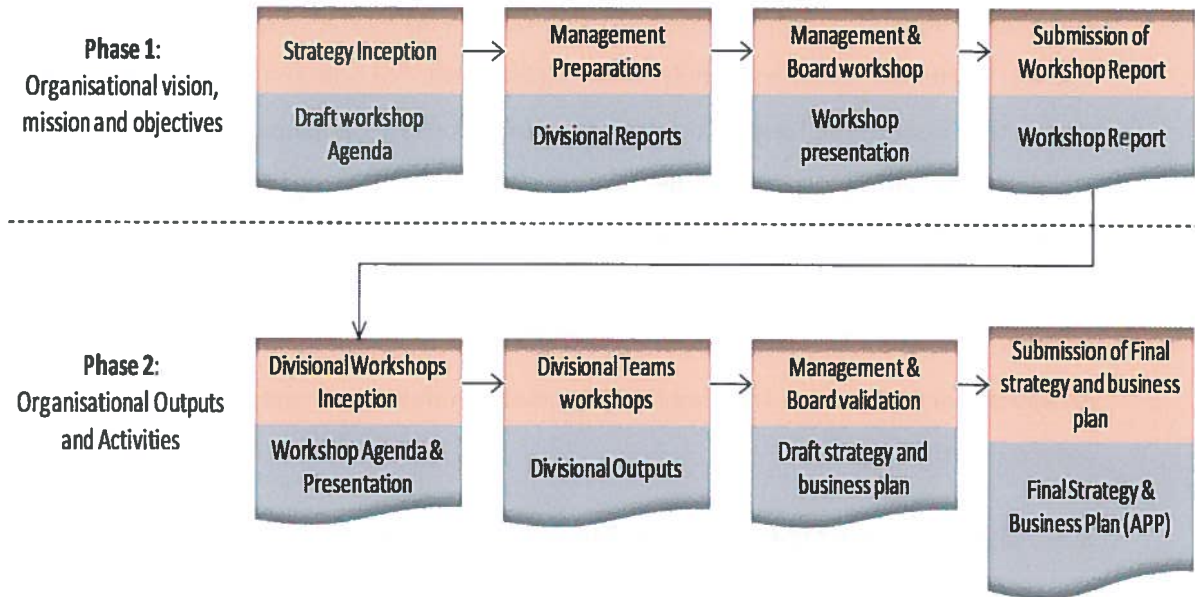 Phase 1:
Organisational vision,
mission and objectives
Strategy Inception
Draft workshop
Agenda
Management
Preparations
Divisional Reports
Management &
Board workshop
Workshop
presentation
Submission of
Workshop Report
Workshop Report
Phase 2:
Organisational Outputs
and Activities
Divisional Workshops
Inception
Workshop Agenda &
Presentation
Divisional Teams
workshops
Divisional Outputs
Management &
Board validation
Draft strategy and
business plan
Submission of Final
strategy and business
plan
Final Strategy &
Business Plan (APP)